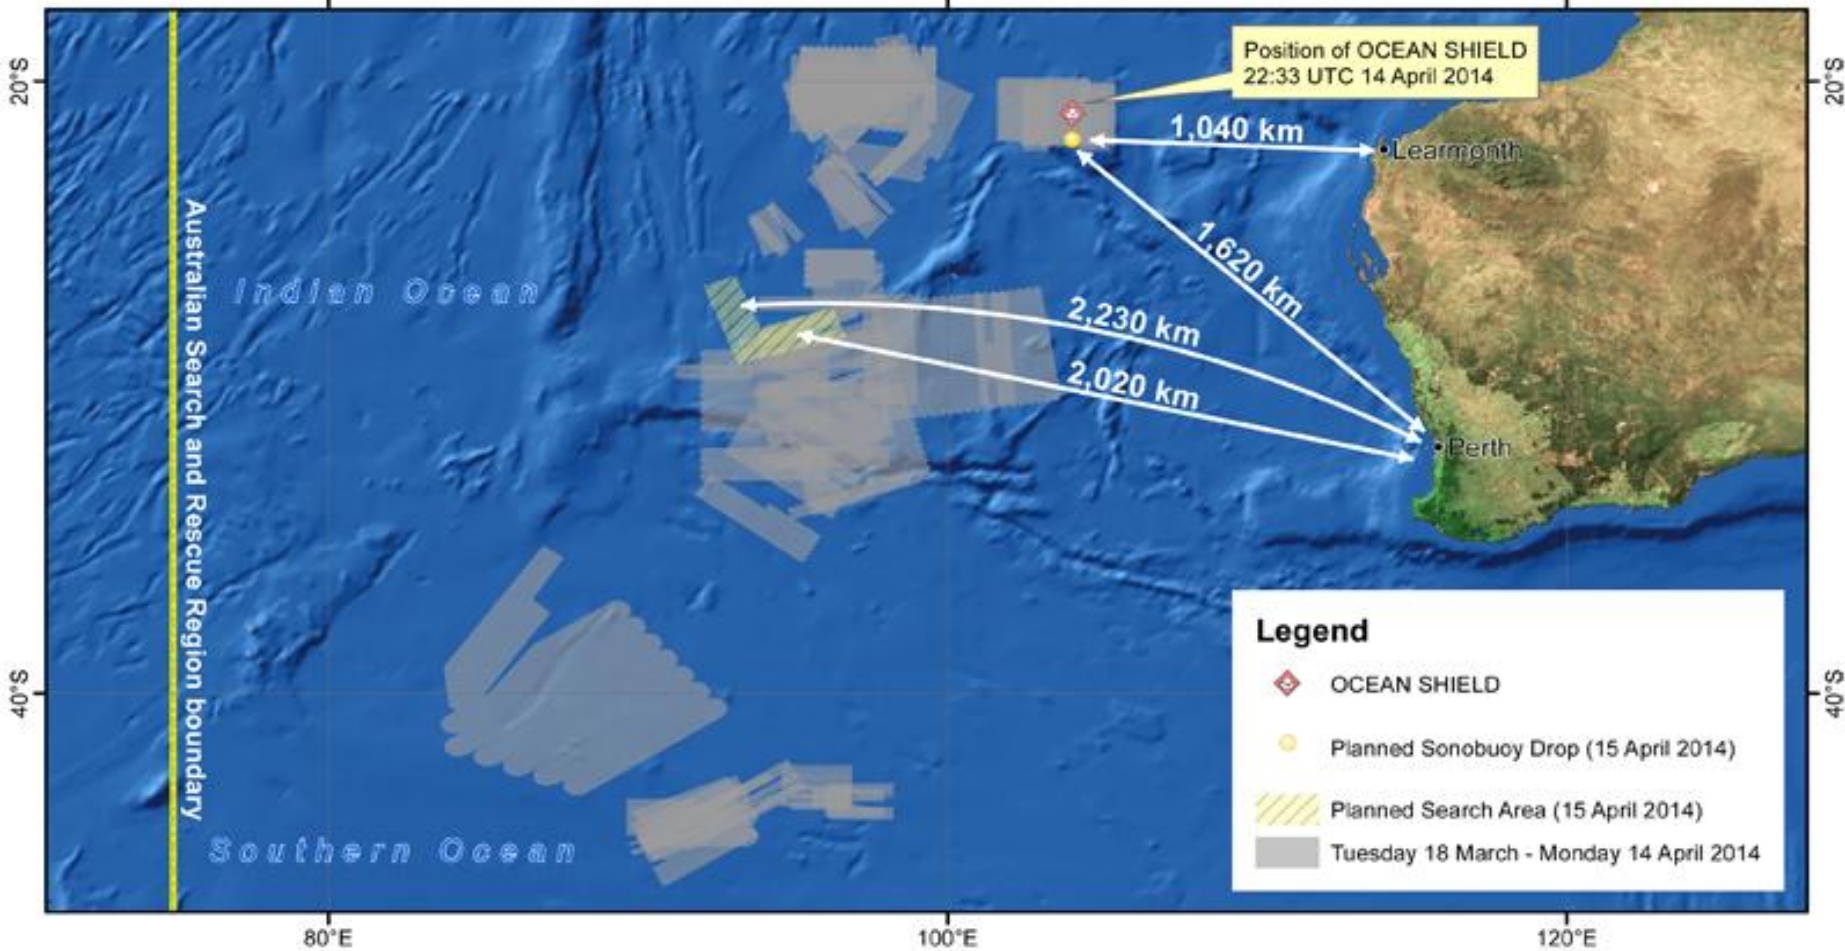 20°S
20°S
Position of OCEAN SHIELD
22:33 UTC 14 April 2014
1,040 km
Learmonth
1,620 km
Australian Search and Rescue Region boundary
Indian Ocean
2,230 km
2,020 km
Perth
40°S
40°S
Legend
OCEAN SHIELD
Planned Sonobuoy Drop (15 April 2014)
Planned Search Area (15 April 2014)
Tuesday 18 March - Monday 14 April 2014
Southern Ocean
80°E
100°E
120°E